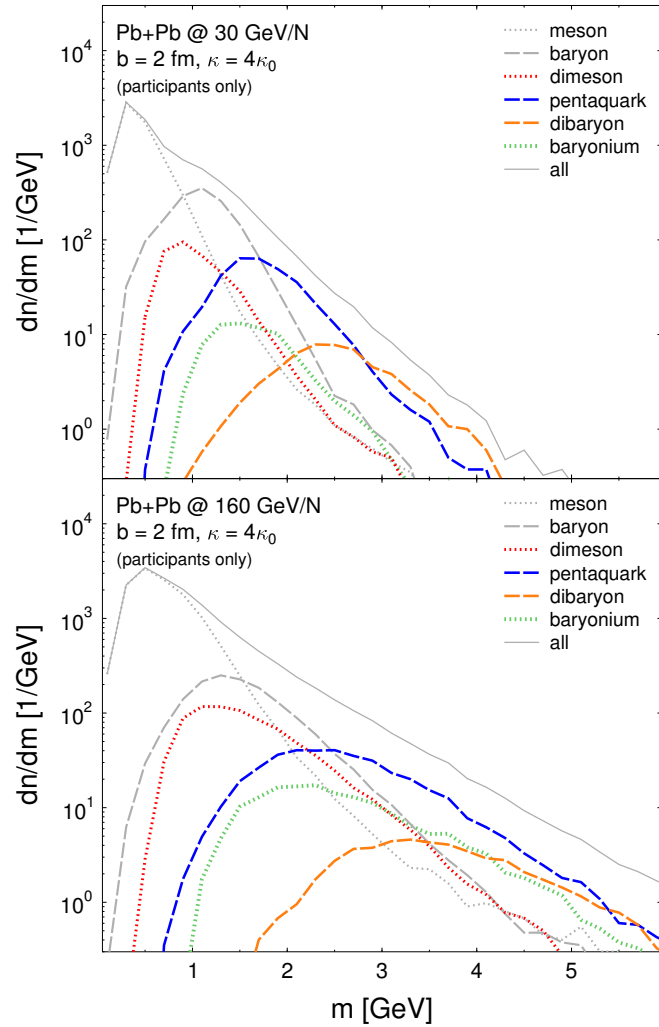 Pb+Pb @ 30 GeV/N
b = 2 fm, κ = 4κ₀
(participants only)
meson
baryon
dimeson
pentaquark
dibaryon
baryonium
all
dn/dm [1/GeV]
10⁴
10³
10²
10¹
10⁰
Pb+Pb @ 160 GeV/N
b = 2 fm, κ = 4κ₀
(participants only)
meson
baryon
dimeson
pentaquark
dibaryon
baryonium
all
dn/dm [1/GeV]
10⁴
10³
10²
10¹
10⁰
1 2 3 4 5
m [GeV]